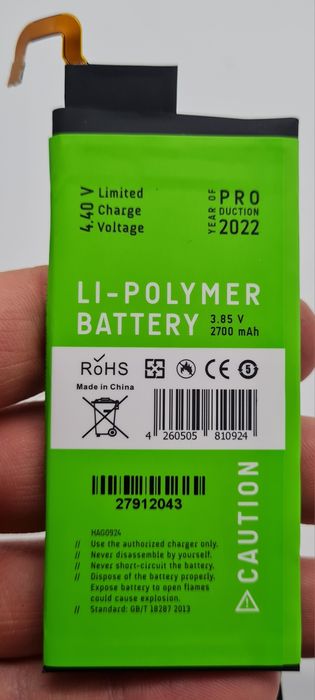 4.40 V
Limited
Charge
Voltage
YEAR OF
PRO
DUCTION
2022
LI-POLYMER
BATTERY
3.85 V
2700 mAh
RoHS
CE
5
Made in China
4 260505 810924
27912043
HAG0924
// Use the authorized charger only.
// Never disassemble by yourself.
// Never short-circuit the battery.
// Dispose of the battery properly.
Expose battery to open flames
could cause explosion.
// Standard: GB/T 18287 2013
CAUTION